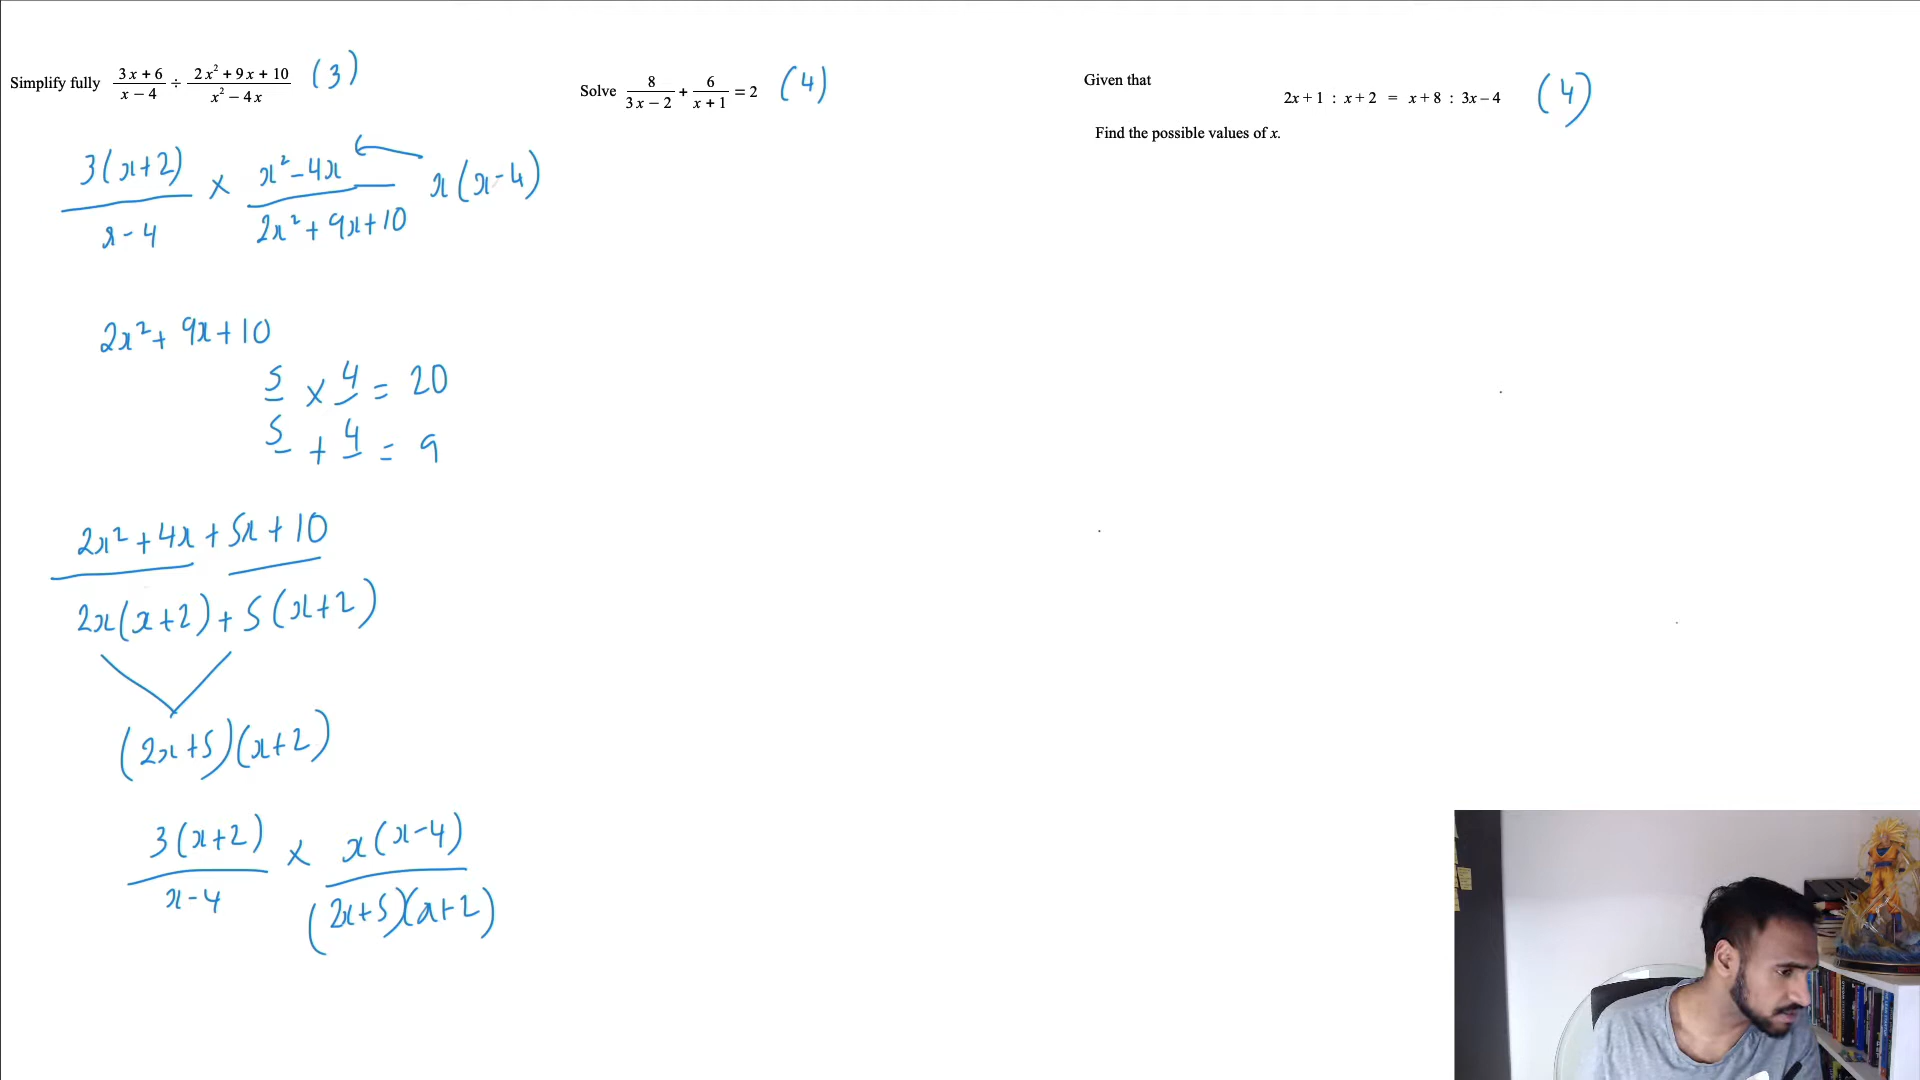 Simplify fully (3x + 6)/(x − 4) ÷ (2x² + 9x + 10)/(x² − 4x) (3)
3(x+2)/(x-4) × (x²-4x)/(2x²+9x+10) x(x-4)
2x²+ 9x+10
5 × 4 = 20
5 + 4 = 9
2x²+4x+5x+10
2x(x+2)+5(x+2)
(2x+5)(x+2)
3(x+2)/(x-4) × x(x-4)/(2x+5)(x+2)
Solve 8/(3x − 2) + 6/(x + 1) = 2 (4)
Given that
2x + 1 : x + 2 = x + 8 : 3x − 4 (4)
Find the possible values of x.